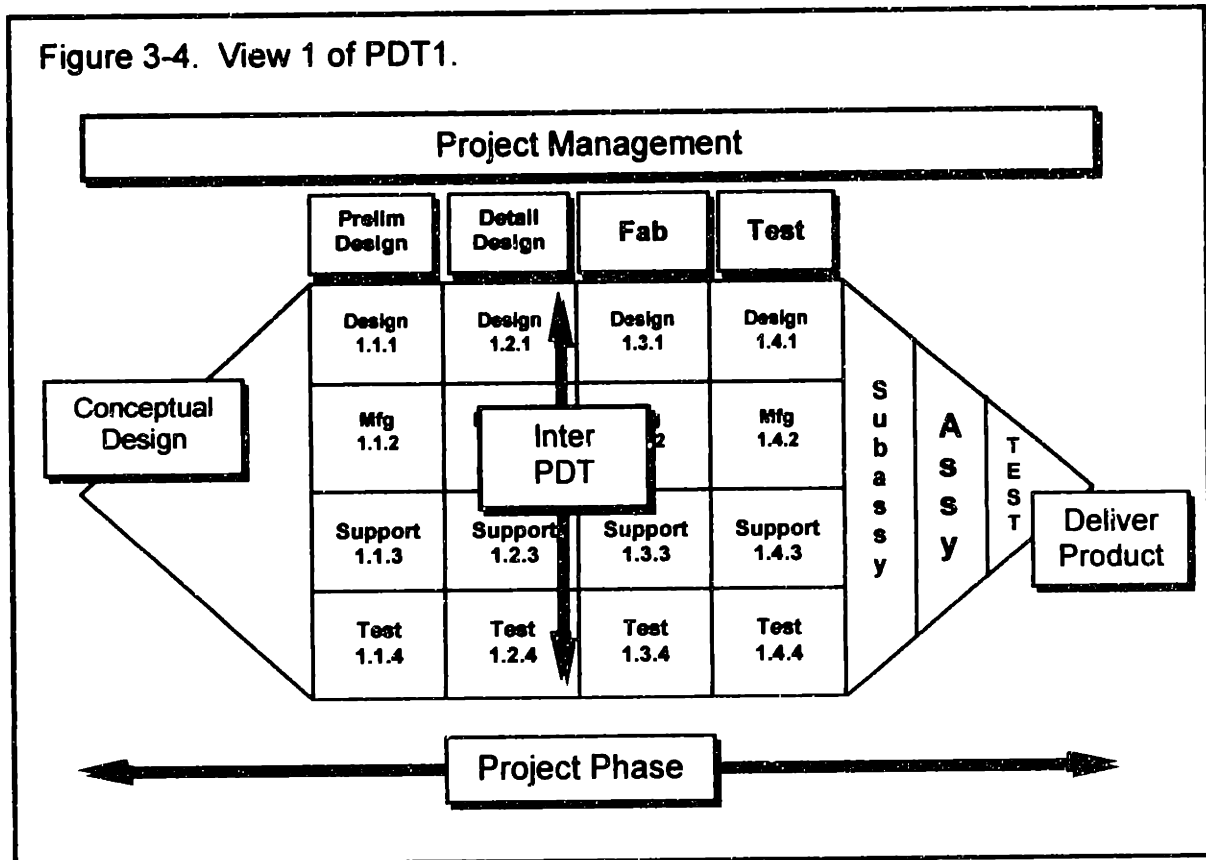 Figure 3-4. View 1 of PDT1.
Project Management
Prelim
Design
Detail
Design
Fab
Test
Design
1.1.1
Design
1.2.1
Design
1.3.1
Design
1.4.1
Conceptual
Design
Mfg
1.1.2
Inter
PDT
Mfg
1.4.2
Support
1.1.3
Support
1.2.3
Support
1.3.3
Support
1.4.3
Test
1.1.4
Test
1.2.4
Test
1.3.4
Test
1.4.4
Subassy
Assy
TEST
Deliver
Product
Project Phase